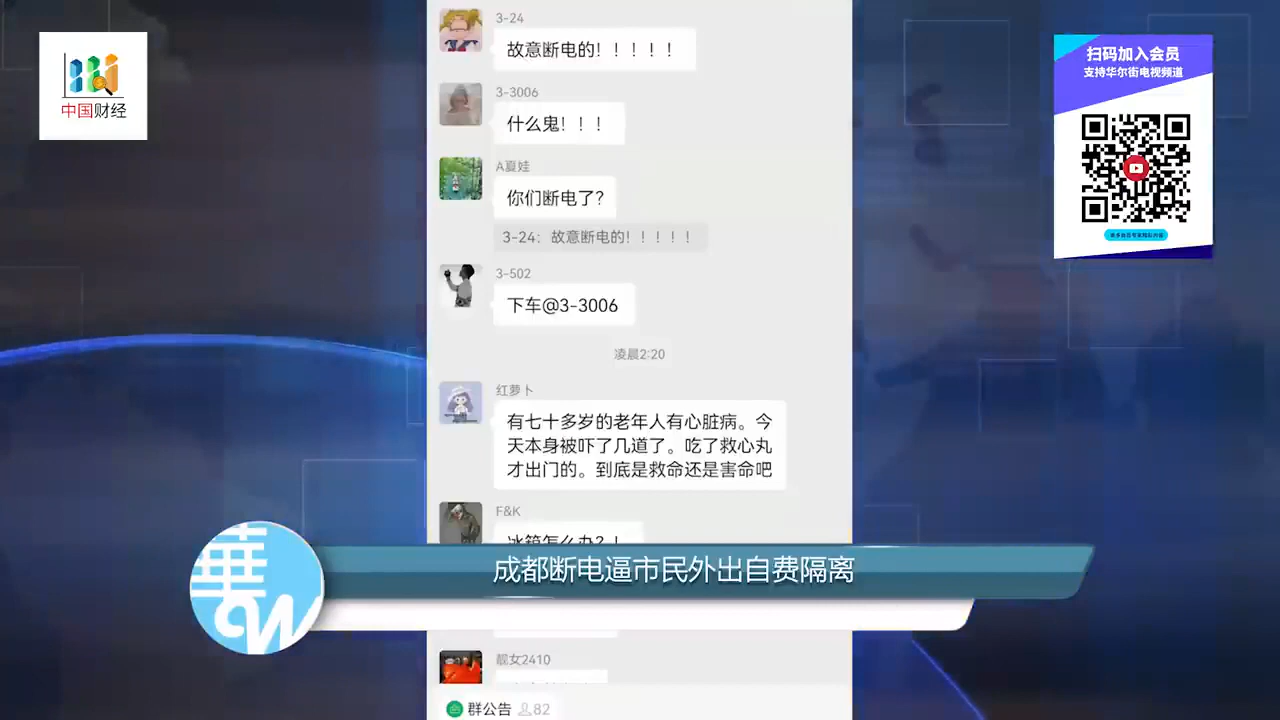 中国财经
3-24
故意断电的！！！！！
3-3006
什么鬼！！！
A夏娃
你们断电了?
3-24：故意断电的！！！！！
3-502
下车@3-3006
凌晨2:20
红萝卜
有七十多岁的老年人有心脏病。今
天本身被吓了几道了。吃了救心丸
才出门的。到底是救命还是害命吧
F&K
冰箱怎么办?！
成都断电逼市民外出自费隔离
華
W
靓女2410
群公告 82
扫码加入会员
支持华尔街电视频道